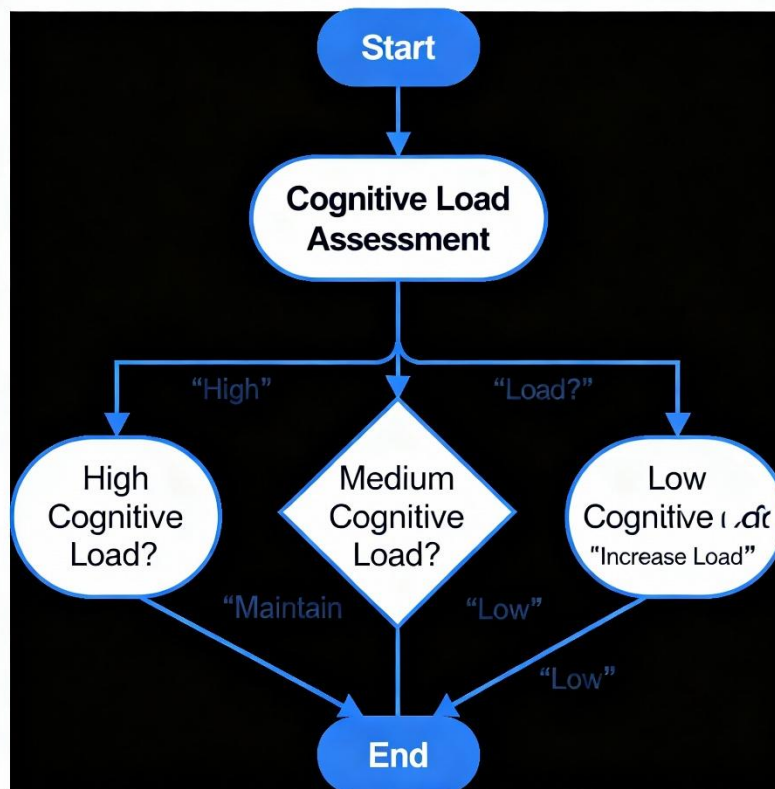 Start
Cognitive Load
Assessment
“High”
“Load?”
High
Cognitive
Load?
Medium
Cognitive
Load?
Low
Cognitive
“Increase Load”
“Maintain
“Low”
“Low”
End